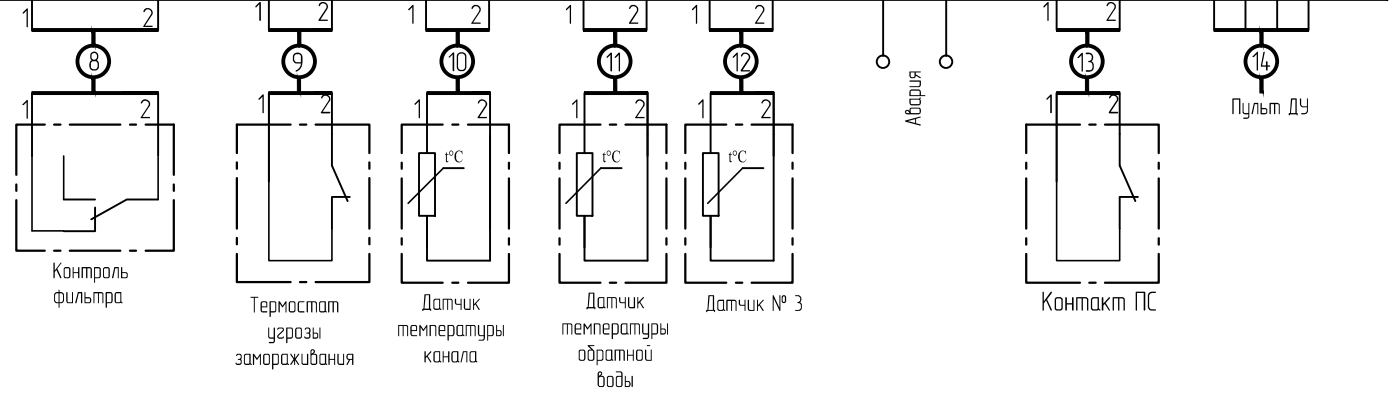 1 2 1 2 1 2 1 2 1 2 1 2
8 9 10 11 12 13 14
1 2 1 2 1 2 1 2 1 2 1 2
Авария
Пульт ДУ
t°C t°C t°C
Контроль
фильтра
Термостат
угрозы
замораживания
Датчик
температуры
канала
Датчик
температуры
обратной
воды
Датчик № 3
Контакт ПС